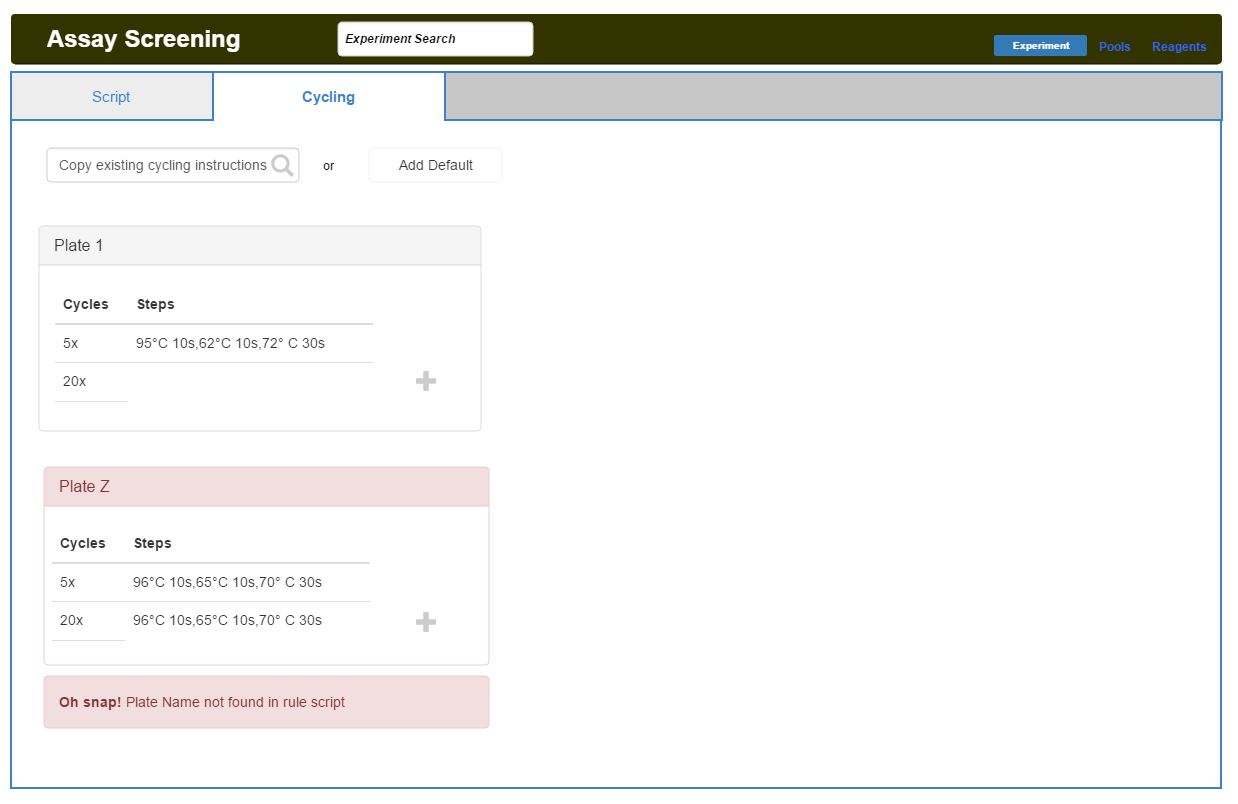 Assay Screening
Experiment Search
Experiment Pools Reagents
Script Cycling
Copy existing cycling instructions or Add Default
Plate 1
Cycles Steps
5x 95°C 10s,62°C 10s,72° C 30s
20x
Plate Z
Cycles Steps
5x 96°C 10s,65°C 10s,70° C 30s
20x 96°C 10s,65°C 10s,70° C 30s
Oh snap! Plate Name not found in rule script